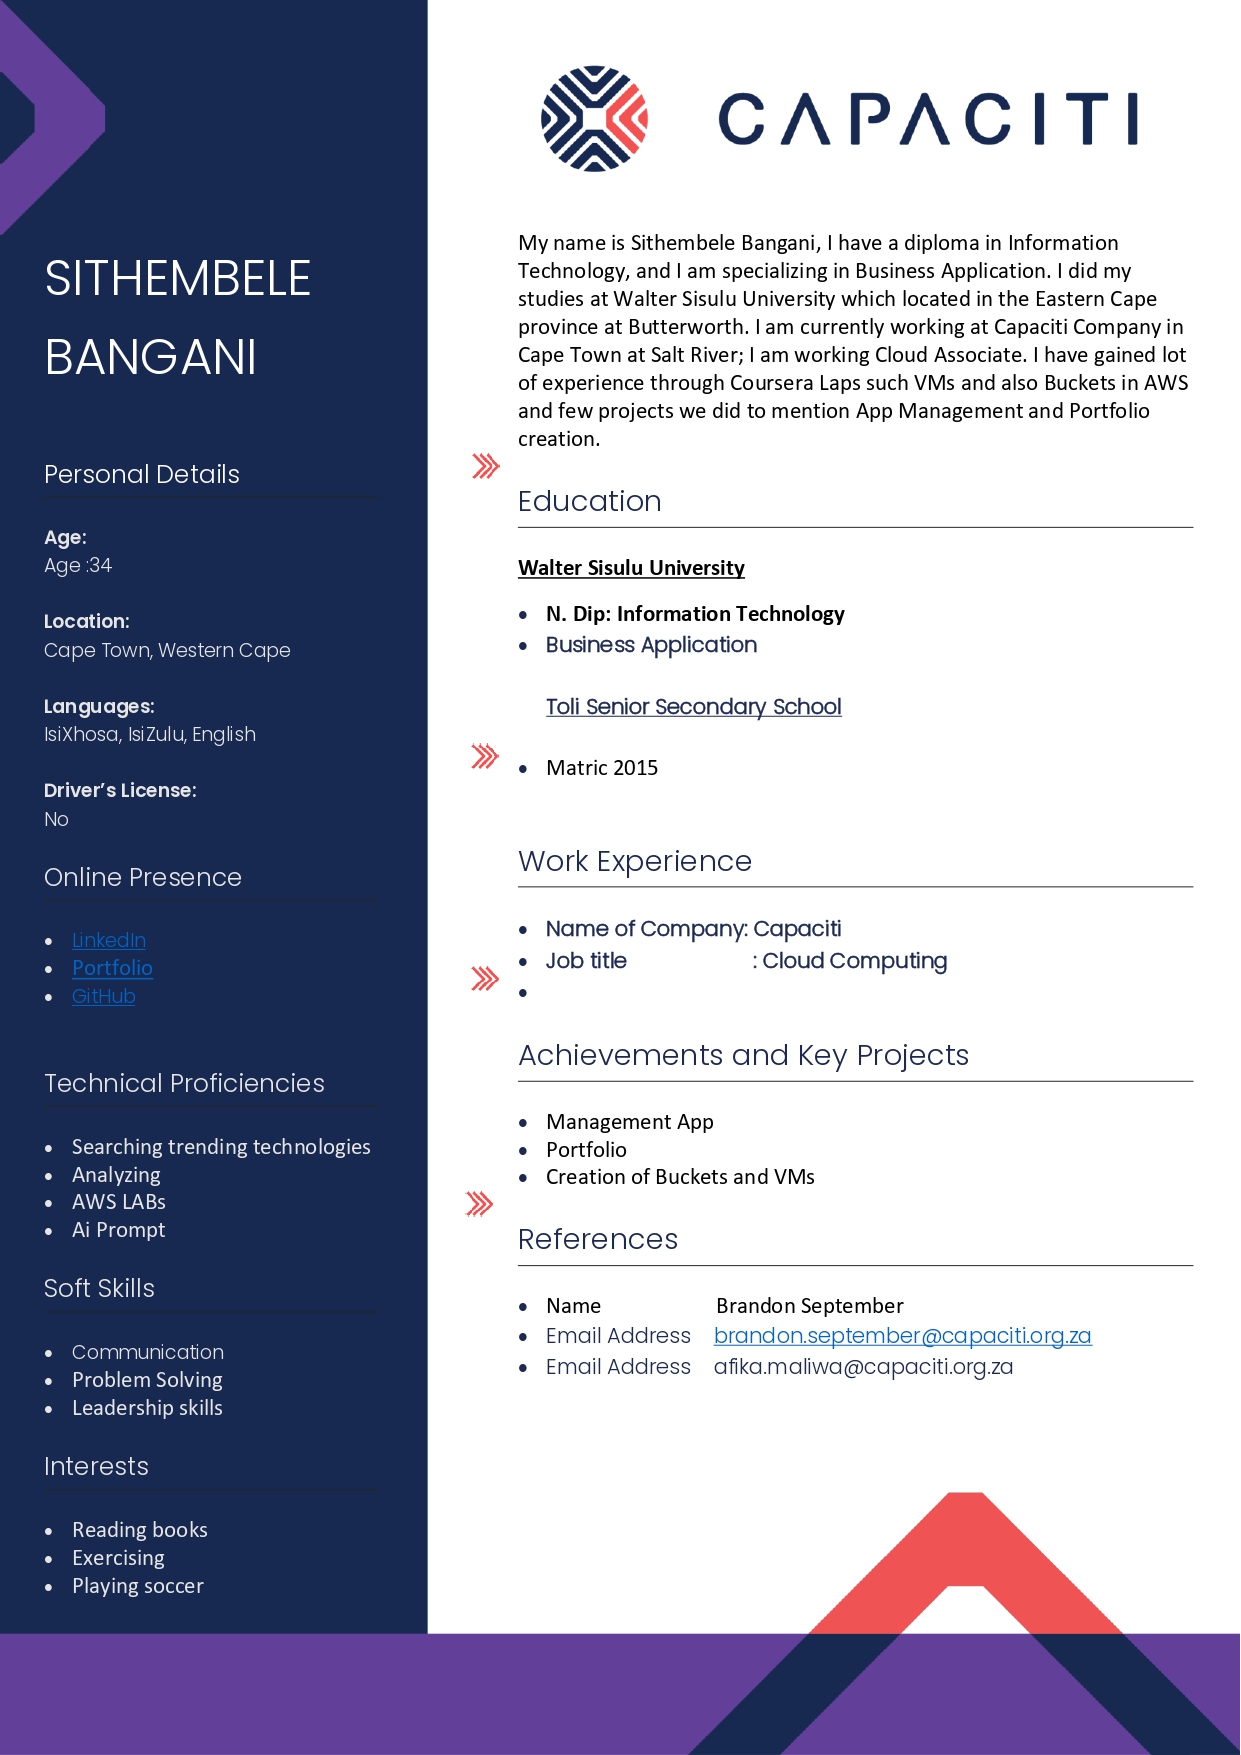 SITHEMBELE
BANGANI
Personal Details
Age:
Age :34
Location:
Cape Town, Western Cape
Languages:
IsiXhosa, IsiZulu, English
Driver’s License:
No
Online Presence
• LinkedIn
• Portfolio
• GitHub
Technical Proficiencies
• Searching trending technologies
• Analyzing
• AWS LABs
• Ai Prompt
Soft Skills
• Communication
• Problem Solving
• Leadership skills
Interests
• Reading books
• Exercising
• Playing soccer
CAPACITI
My name is Sithembele Bangani, I have a diploma in Information
Technology, and I am specializing in Business Application. I did my
studies at Walter Sisulu University which located in the Eastern Cape
province at Butterworth. I am currently working at Capaciti Company in
Cape Town at Salt River; I am working Cloud Associate. I have gained lot
of experience through Coursera Laps such VMs and also Buckets in AWS
and few projects we did to mention App Management and Portfolio
creation.
Education
Walter Sisulu University
• N. Dip: Information Technology
• Business Application
Toli Senior Secondary School
• Matric 2015
Work Experience
• Name of Company: Capaciti
• Job title : Cloud Computing
•
Achievements and Key Projects
• Management App
• Portfolio
• Creation of Buckets and VMs
References
• Name Brandon September
• Email Address brandon.september@capaciti.org.za
• Email Address afika.maliwa@capaciti.org.za